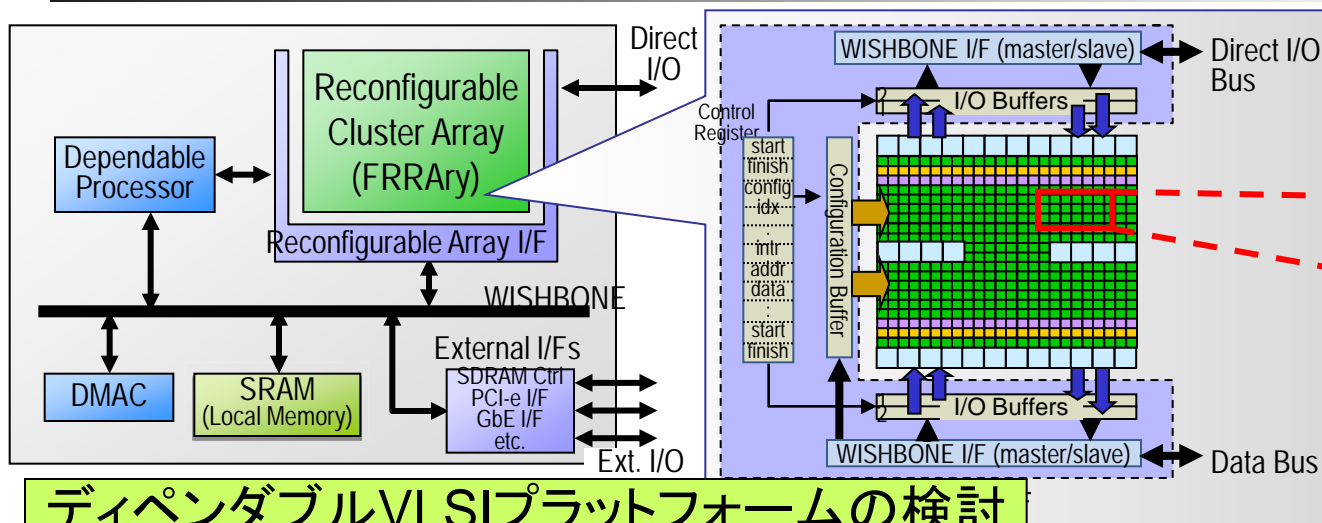 Direct
I/O
Reconfigurable
Cluster Array
(FRRAry)
Dependable
Processor
Reconfigurable Array I/F
WISHBONE
DMAC
SRAM
(Local Memory)
External I/Fs
SDRAM Ctrl
PCI-e I/F
GbE I/F
etc.
Ext. I/O
WISHBONE I/F (master/slave)
Direct I/O
Bus
I/O Buffers
Control
Register
start
finish
config
idx
:
intr
addr
data
:
start
finish
Configuration Buffer
I/O Buffers
WISHBONE I/F (master/slave)
Data Bus
ディペンダブルVLSIプラットフォームの検討